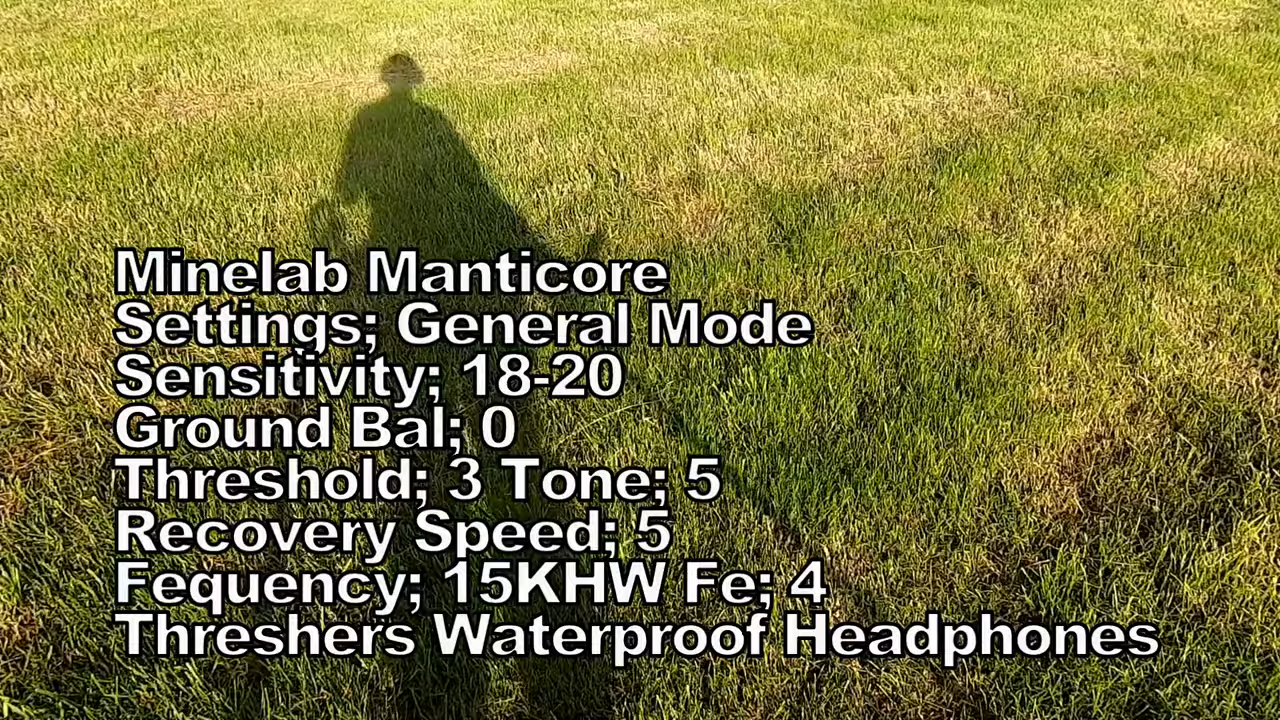 Minelab Manticore
Settings; General Mode
Sensitivity; 18-20
Ground Bal; 0
Threshold; 3 Tone; 5
Recovery Speed; 5
Fequency; 15KHW Fe; 4
Threshers Waterproof Headphones